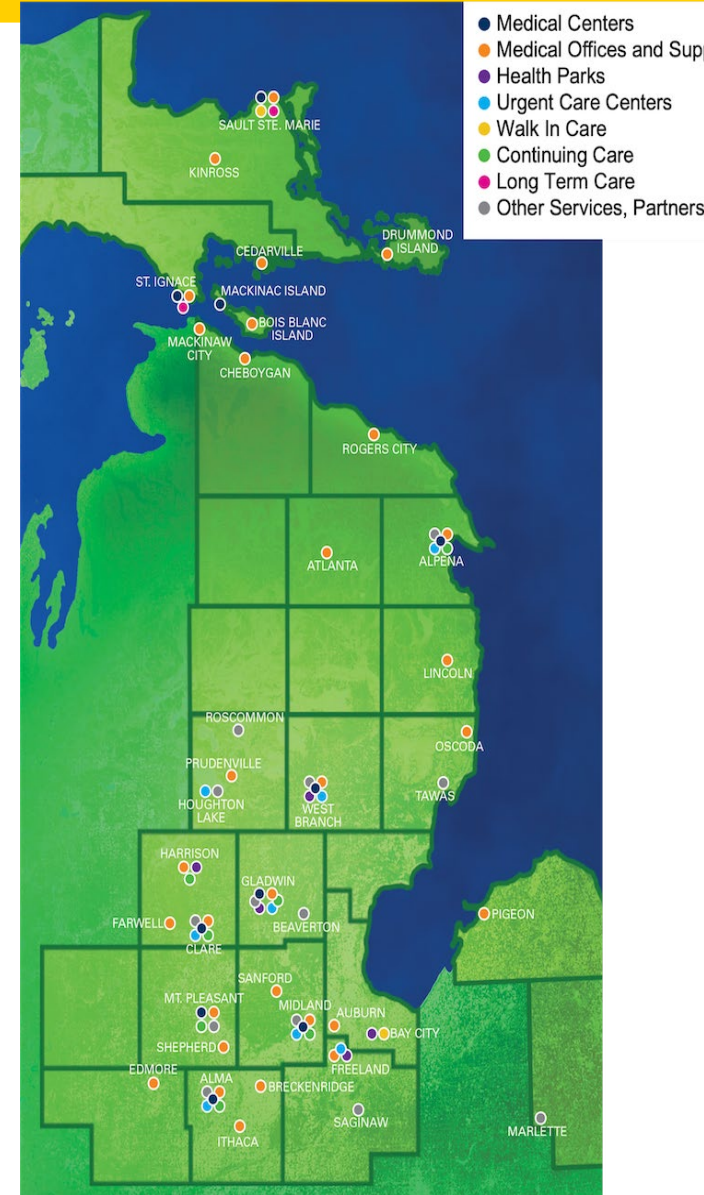 Medical Centers
Medical Offices and Supp
Health Parks
Urgent Care Centers
Walk In Care
Continuing Care
Long Term Care
Other Services, Partners
SAULT STE. MARIE
KINROSS
DRUMMOND
ISLAND
CEDARVILLE
ST. IGNACE
MACKINAC ISLAND
BOIS BLANC
ISLAND
MACKINAW
CITY
CHEBOYGAN
ROGERS CITY
ATLANTA
ALPENA
LINCOLN
ROSCOMMON
OSCODA
PRUDENVILLE
HOUGHTON
LAKE
WEST
BRANCH
TAWAS
HARRISON
GLADWIN
FARWELL
BEAVERTON
PIGEON
CLARE
SANFORD
MT. PLEASANT
MIDLAND
AUBURN
BAY CITY
SHEPHERD
FREELAND
EDMORE
ALMA
BRECKENRIDGE
SAGINAW
ITHACA
MARLETTE